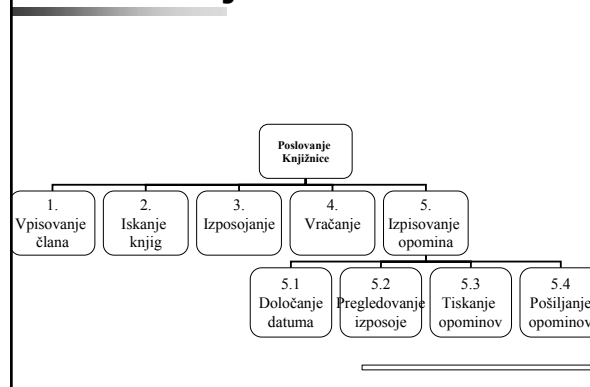 Poslovanje
Knjižnice
1.
Vpisovanje
člana
2.
Iskanje
knjig
3.
Izposojanje
4.
Vračanje
5.
Izpisovanje
opomina
5.1
Določanje
datuma
5.2
Pregledovanje
izposoje
5.3
Tiskanje
opominov
5.4
Pošiljanje
opominov